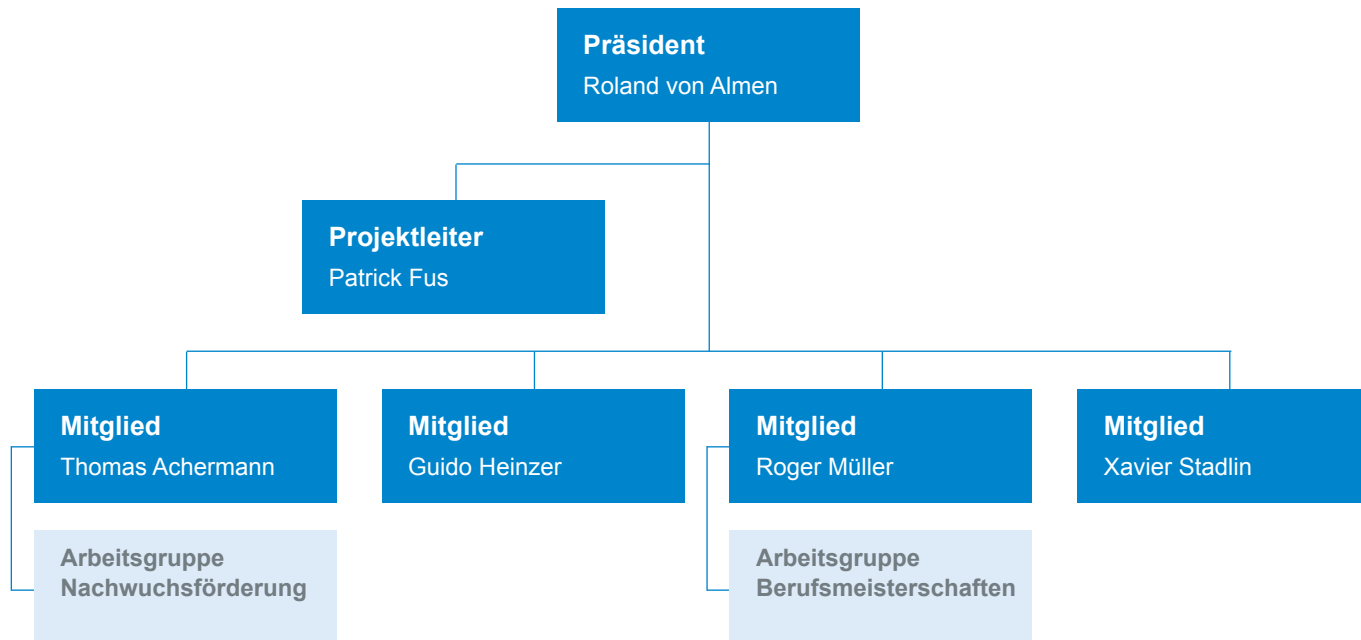 Präsident
Roland von Almen
Projektleiter
Patrick Fus
Mitglied
Thomas Achermann
Mitglied
Guido Heinzer
Mitglied
Roger Müller
Mitglied
Xavier Stadlin
Arbeitsgruppe
Nachwuchsförderung
Arbeitsgruppe
Berufsmeisterschaften